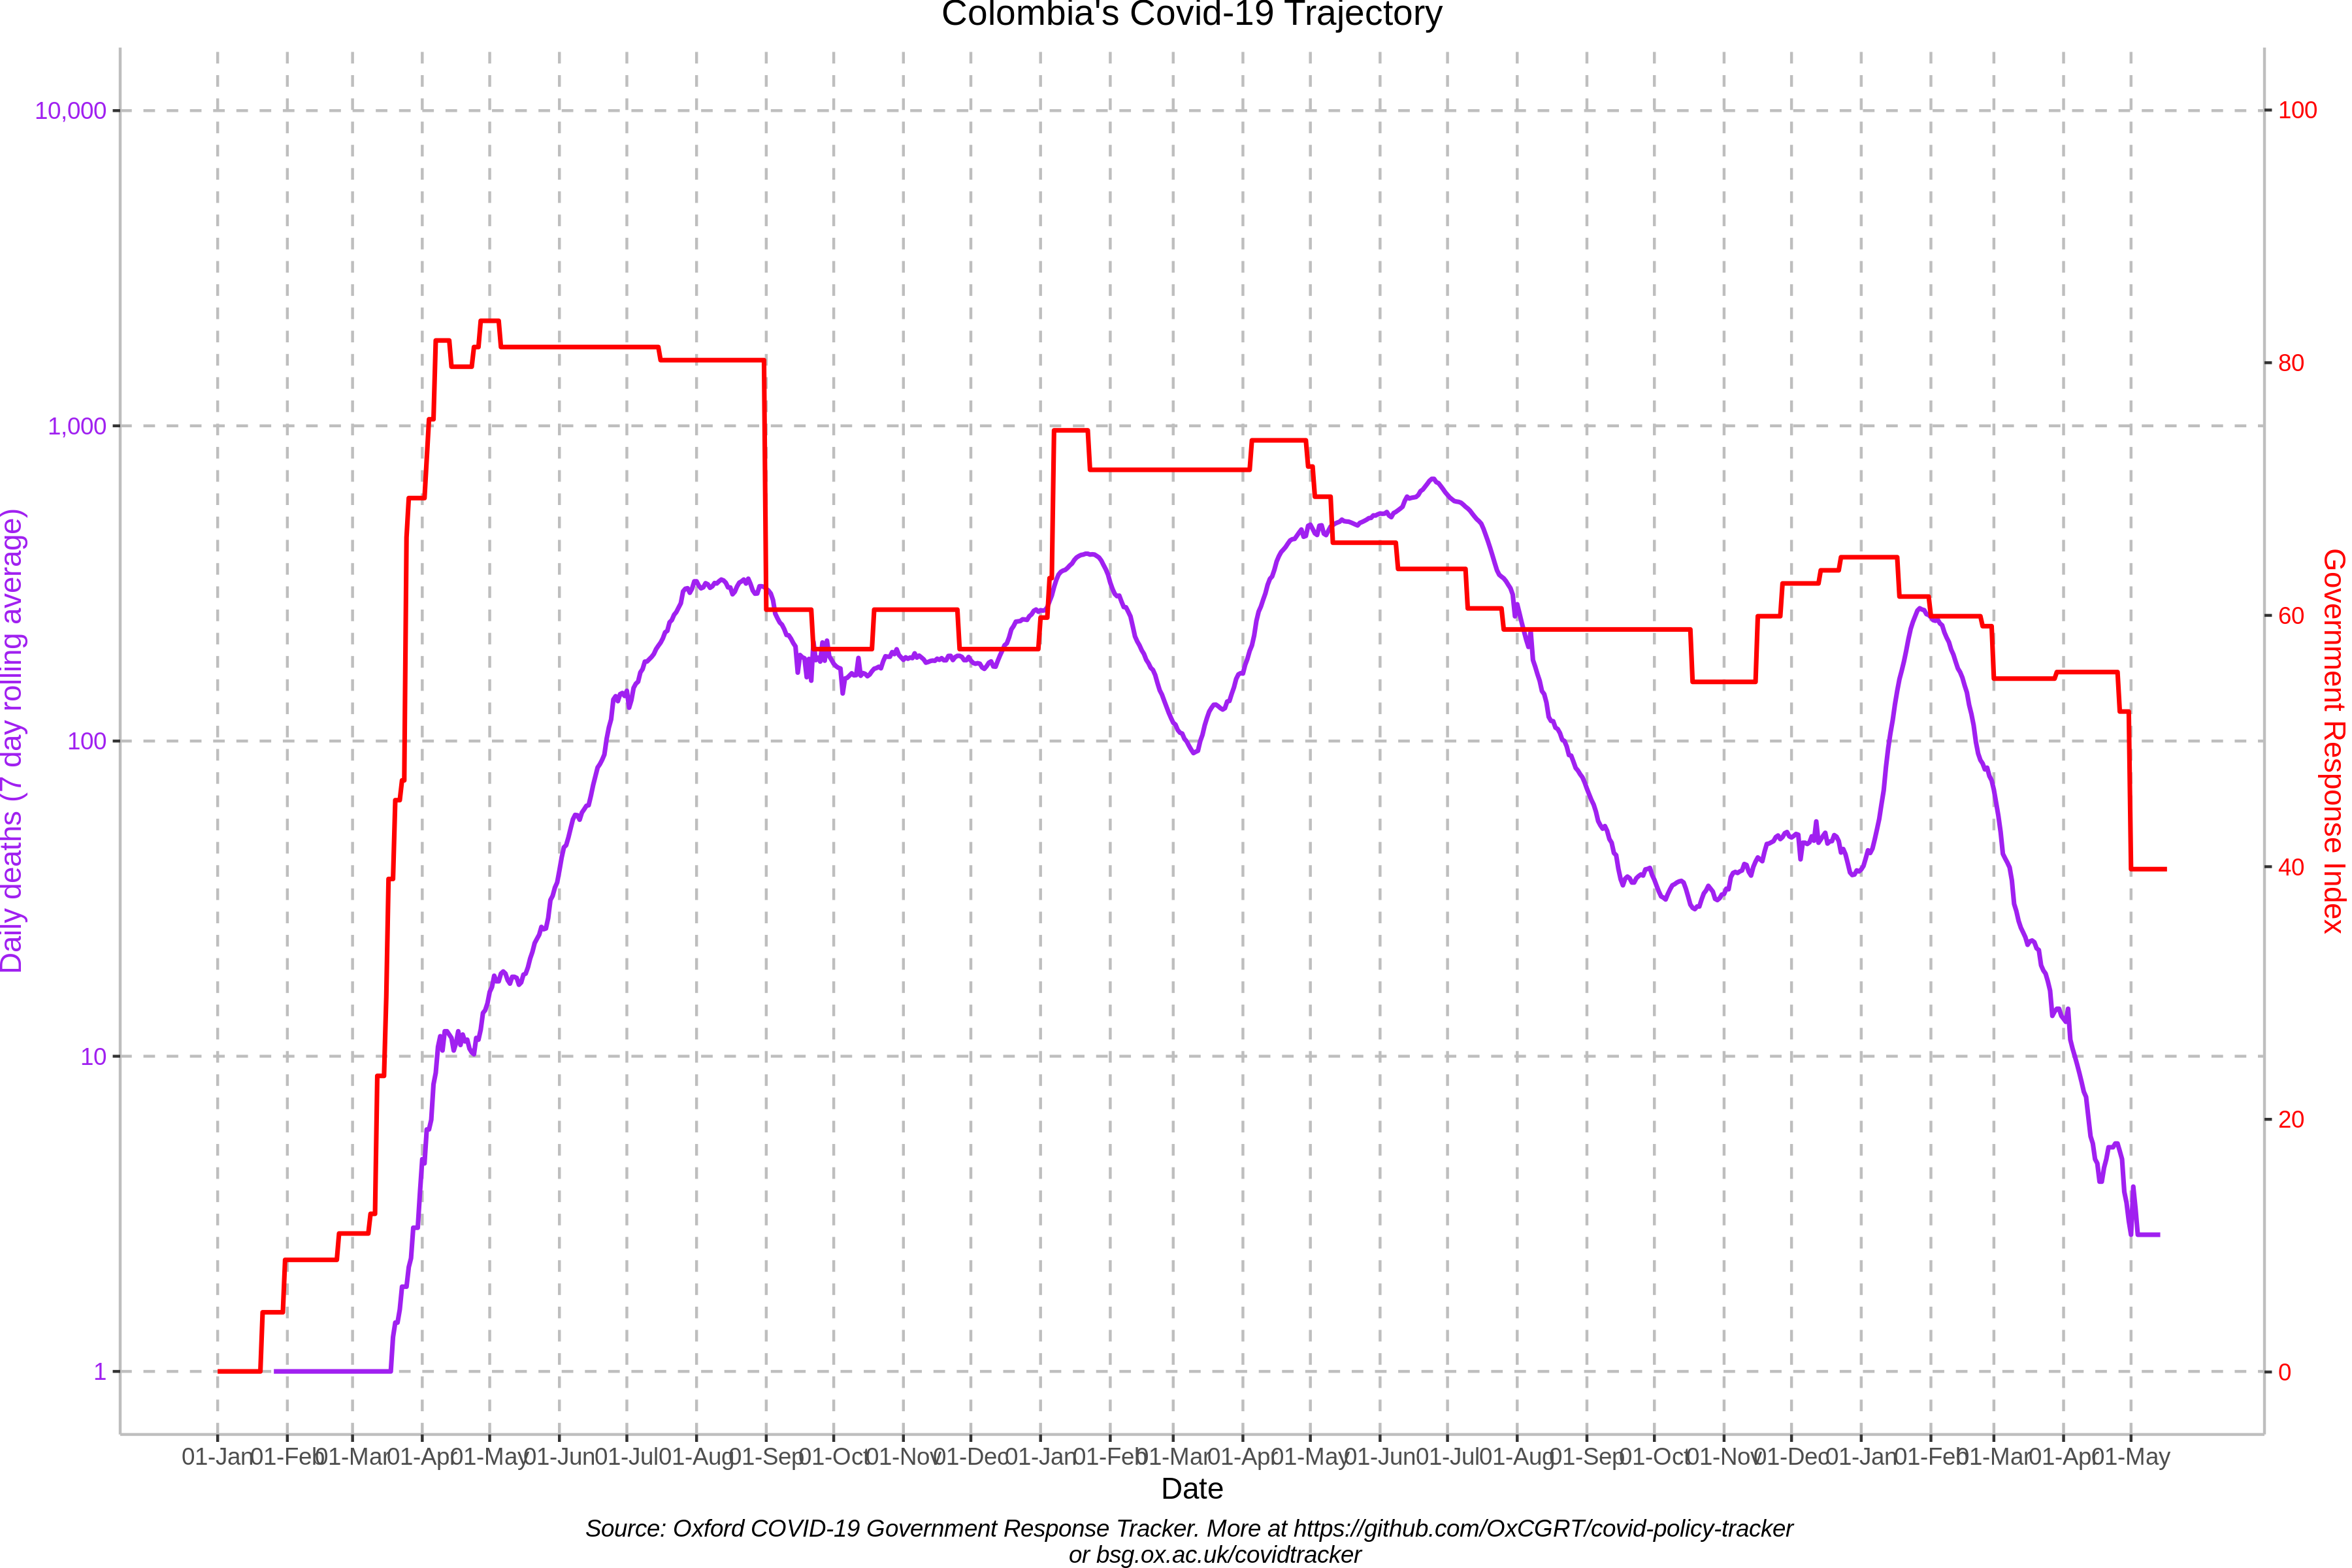 Colombia's Covid-19 Trajectory
10,000
1,000
100
10
1
Daily deaths (7 day rolling average)
100
80
60
40
20
0
Government Response Index
01-Jan 01-Feb 01-Mar 01-Apr 01-May 01-Jun 01-Jul 01-Aug 01-Sep 01-Oct 01-Nov 01-Dec 01-Jan 01-Feb 01-Mar 01-Apr 01-May 01-Jun 01-Jul 01-Aug 01-Sep 01-Oct 01-Nov 01-Dec 01-Jan 01-Feb 01-Mar 01-Apr 01-May
Date
Source: Oxford COVID-19 Government Response Tracker. More at https://github.com/OxCGRT/covid-policy-tracker
or bsg.ox.ac.uk/covidtracker